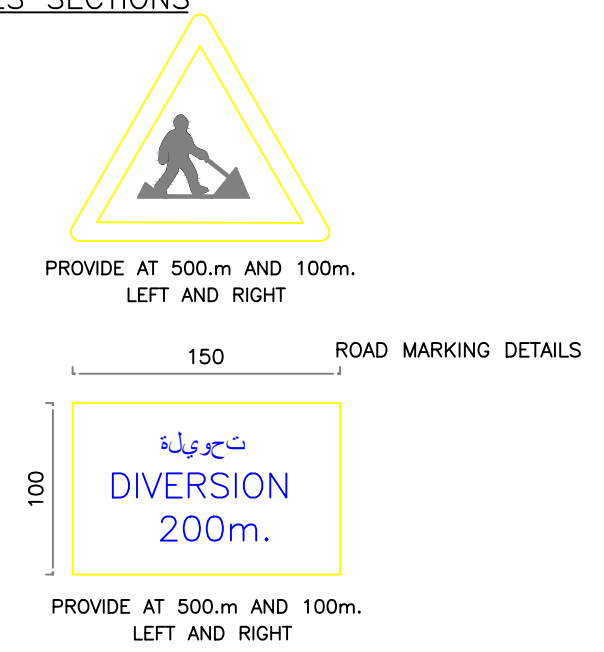 ES SECTIONS
PROVIDE AT 500.m AND 100m.
LEFT AND RIGHT
150
ROAD MARKING DETAILS
100
تحويلة
DIVERSION
200m.
PROVIDE AT 500.m AND 100m.
LEFT AND RIGHT